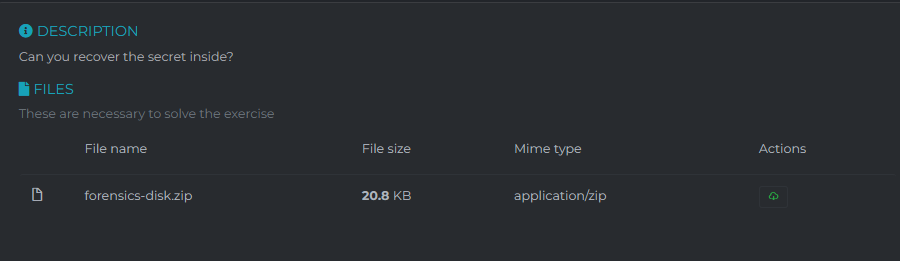 DESCRIPTION
Can you recover the secret inside?
FILES
These are necessary to solve the exercise
File name File size Mime type Actions
forensics-disk.zip 20.8 KB application/zip